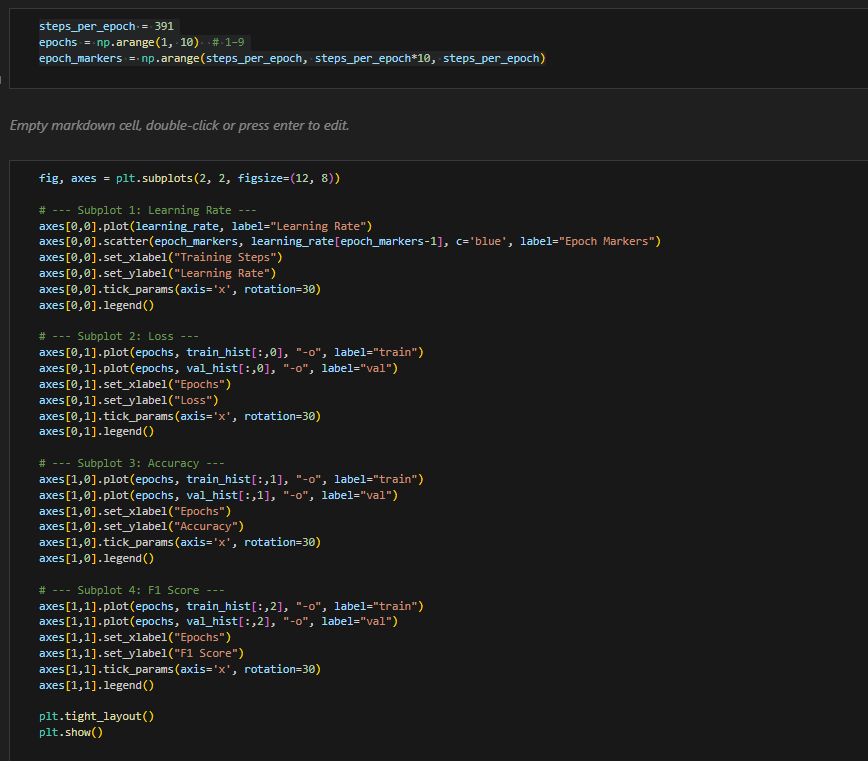 steps_per_epoch = 391
epochs = np.arange(1, 10)  # 1–9
epoch_markers = np.arange(steps_per_epoch, steps_per_epoch*10, steps_per_epoch)
Empty markdown cell, double-click or press enter to edit.
fig, axes = plt.subplots(2, 2, figsize=(12, 8))
# --- Subplot 1: Learning Rate ---
axes[0,0].plot(learning_rate, label="Learning Rate")
axes[0,0].scatter(epoch_markers, learning_rate[epoch_markers-1], c='blue', label="Epoch Markers")
axes[0,0].set_xlabel("Training Steps")
axes[0,0].set_ylabel("Learning Rate")
axes[0,0].tick_params(axis='x', rotation=30)
axes[0,0].legend()
# --- Subplot 2: Loss ---
axes[0,1].plot(epochs, train_hist[:,0], "-o", label="train")
axes[0,1].plot(epochs, val_hist[:,0], "-o", label="val")
axes[0,1].set_xlabel("Epochs")
axes[0,1].set_ylabel("Loss")
axes[0,1].tick_params(axis='x', rotation=30)
axes[0,1].legend()
# --- Subplot 3: Accuracy ---
axes[1,0].plot(epochs, train_hist[:,1], "-o", label="train")
axes[1,0].plot(epochs, val_hist[:,1], "-o", label="val")
axes[1,0].set_xlabel("Epochs")
axes[1,0].set_ylabel("Accuracy")
axes[1,0].tick_params(axis='x', rotation=30)
axes[1,0].legend()
# --- Subplot 4: F1 Score ---
axes[1,1].plot(epochs, train_hist[:,2], "-o", label="train")
axes[1,1].plot(epochs, val_hist[:,2], "-o", label="val")
axes[1,1].set_xlabel("Epochs")
axes[1,1].set_ylabel("F1 Score")
axes[1,1].tick_params(axis='x', rotation=30)
axes[1,1].legend()
plt.tight_layout()
plt.show()